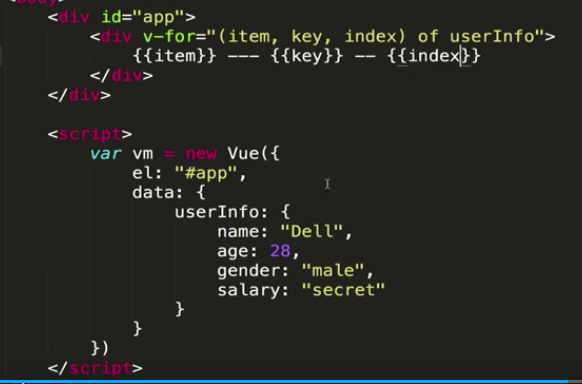 <body>
<div id="app">
<div v-for="(item, key, index) of userInfo">
{{item}} --- {{key}} -- {{index}}
</div>
</div>
<script>
var vm = new Vue({
el: "#app",
data: {
userInfo: {
name: "Dell",
age: 28,
gender: "male",
salary: "secret"
}
}
})
</script>